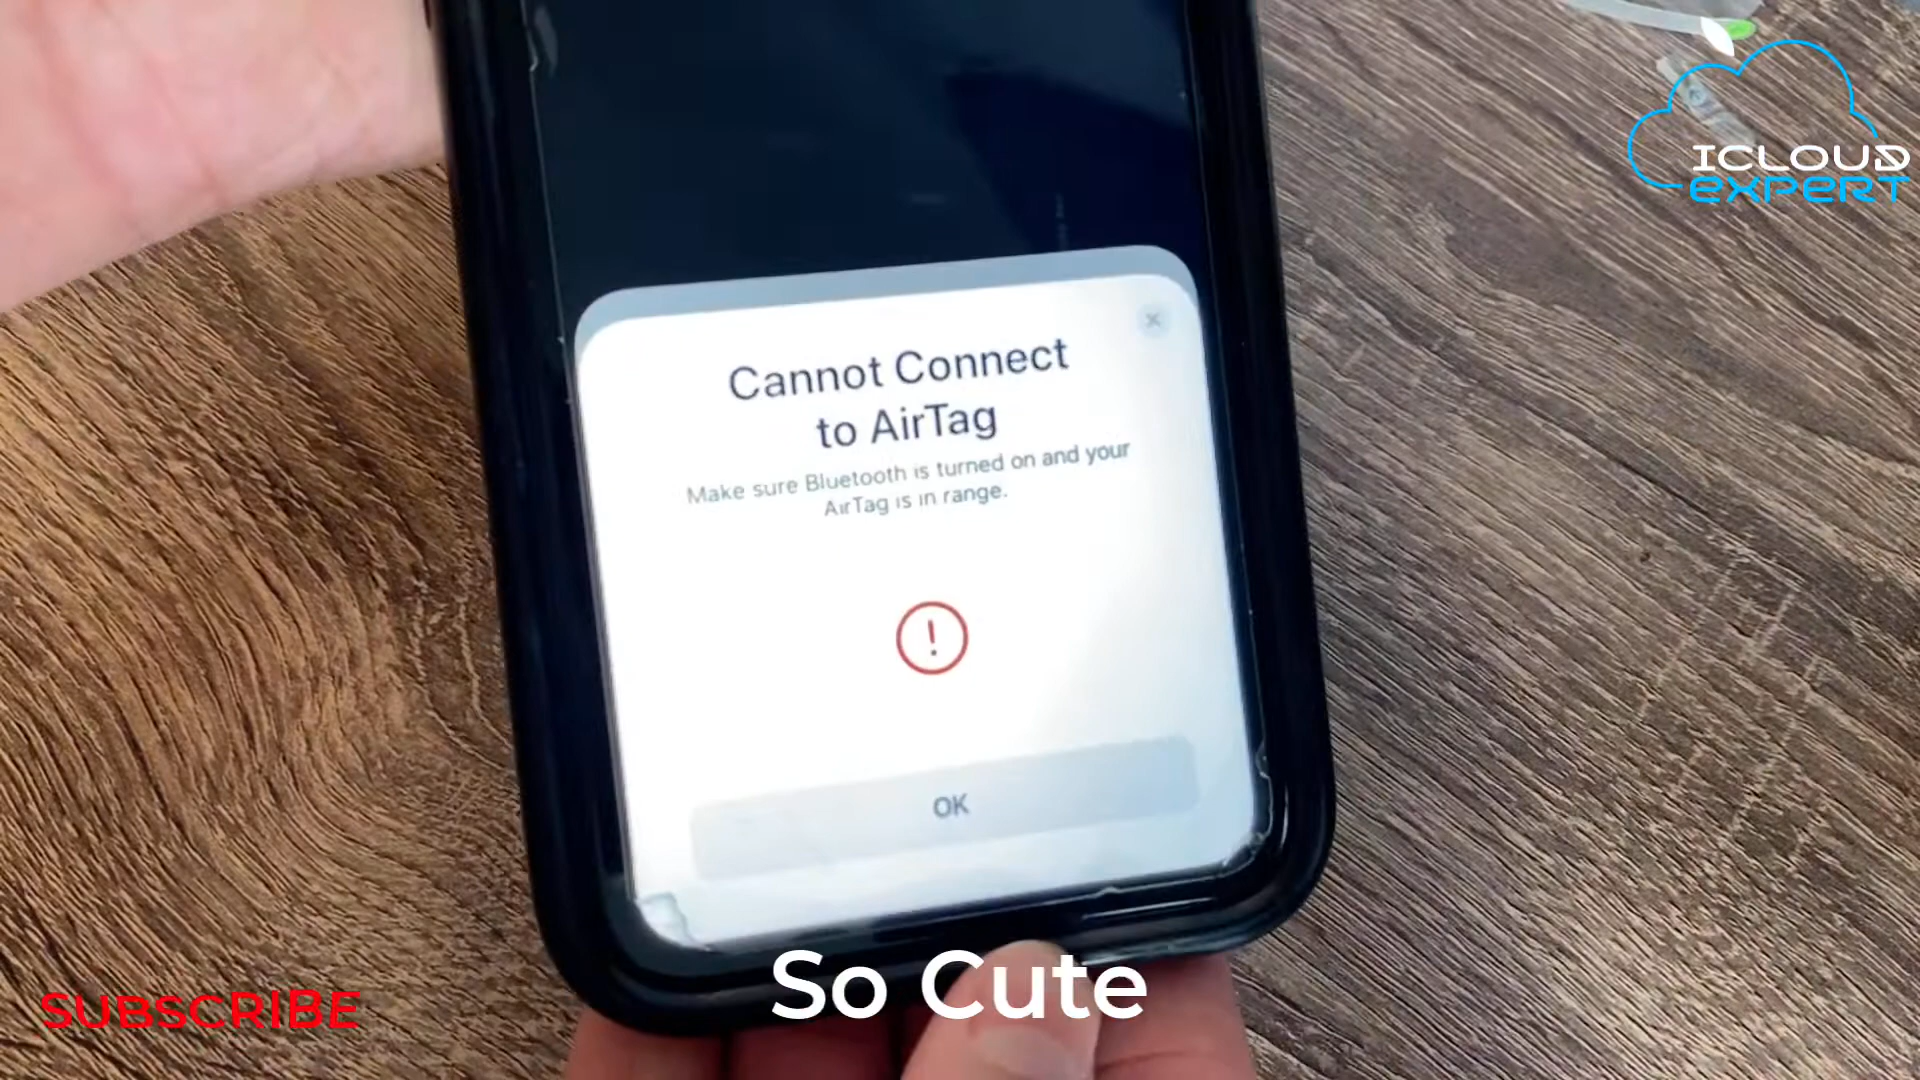 ICLOUD
EXPERT
Cannot Connect
to AirTag
Make sure Bluetooth is turned on and your
AirTag is in range.
OK
So Cute
SUBSCRIBE